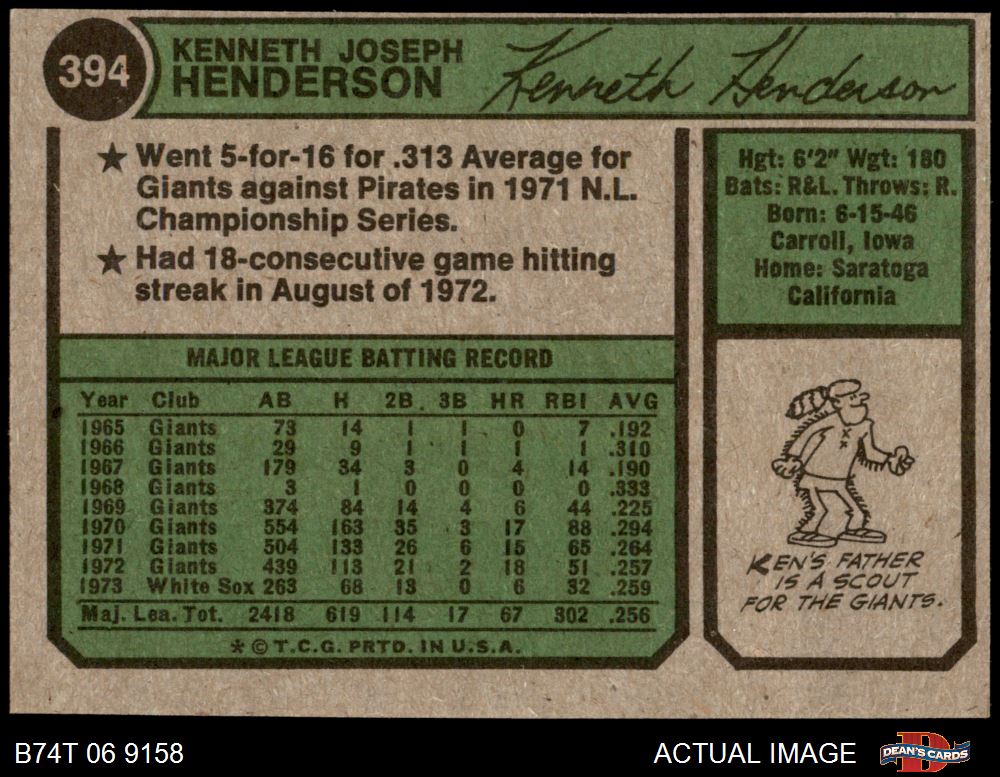 394
KENNETH JOSEPH
HENDERSON
Kenneth Henderson
★ Went 5-for-16 for .313 Average for
Giants against Pirates in 1971 N.L.
Championship Series.
★ Had 18-consecutive game hitting
streak in August of 1972.
Hgt: 6'2" Wgt: 180
Bats: R&L. Throws: R.
Born: 6-15-46
Carroll, Iowa
Home: Saratoga
California
MAJOR LEAGUE BATTING RECORD
Year Club AB H 2B. 3B HR RBI AVG
1965 Giants 73 14 1 1 0 7 .192
1966 Giants 29 9 1 1 1 1 .310
1967 Giants 179 34 3 0 4 14 .190
1968 Giants 3 1 0 0 0 0 .333
1969 Giants 374 84 14 4 6 44 .225
1970 Giants 554 163 35 3 17 88 .294
1971 Giants 504 133 26 6 15 65 .264
1972 Giants 439 113 21 2 18 51 .257
1973 White Sox 263 68 13 0 6 32 .259
Maj. Lea. Tot. 2418 619 114 17 67 302 .256
* © T.C.G. PRTD. IN U.S.A.
KEN'S FATHER
IS A SCOUT
FOR THE GIANTS.
B74T 06 9158
ACTUAL IMAGE
D
DEAN'S CARDS